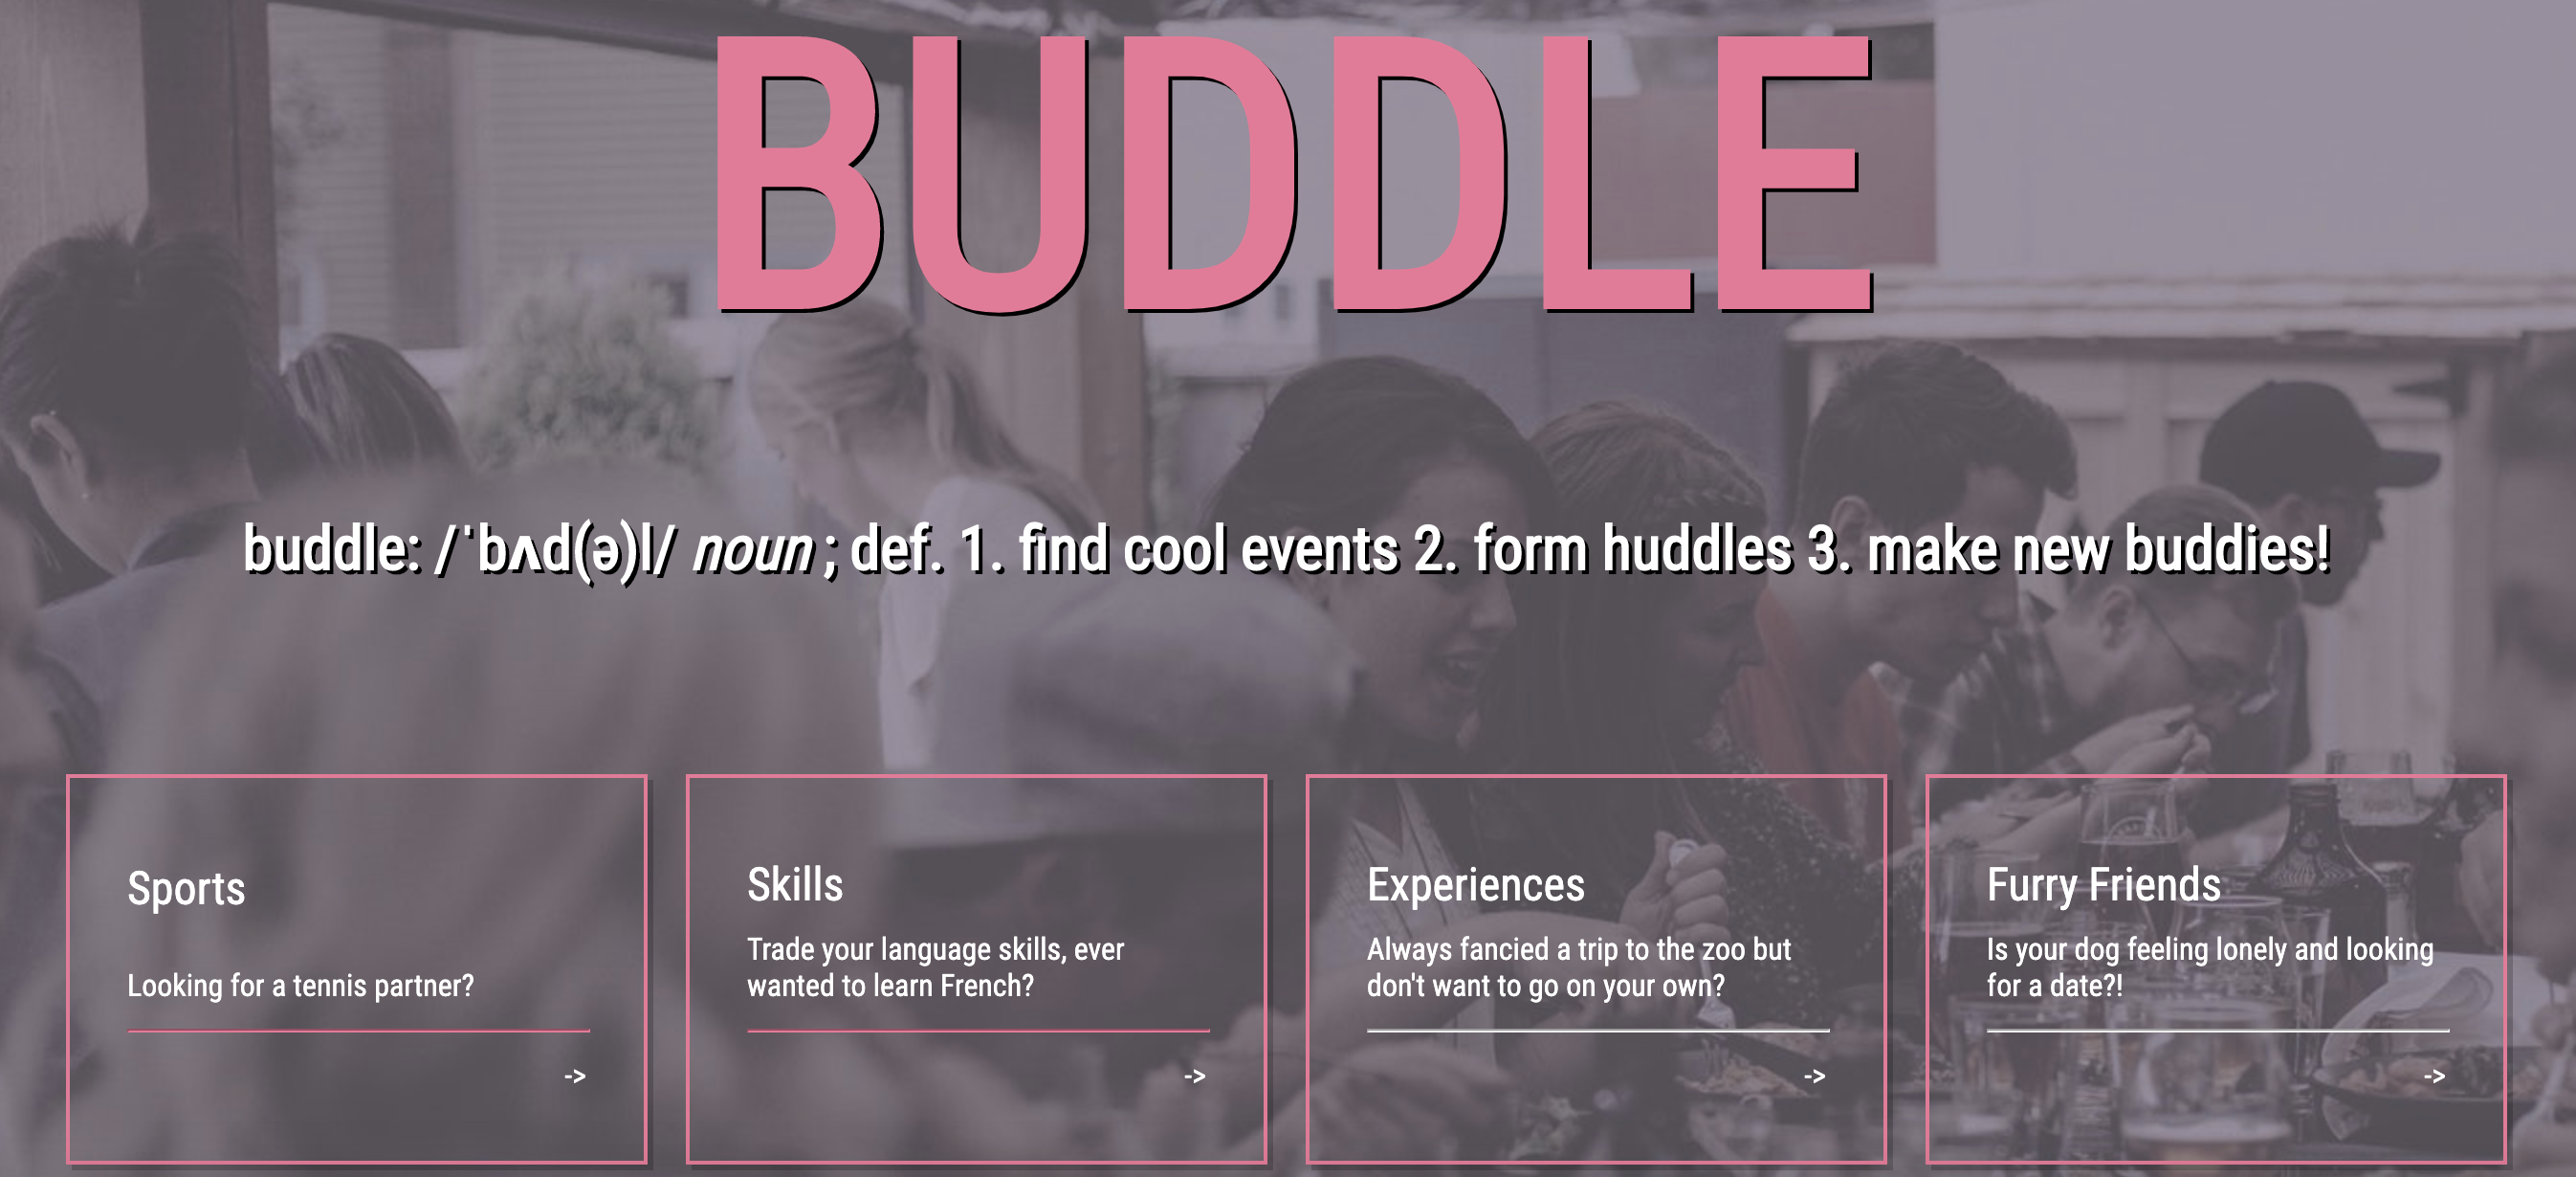 BUDDLE
buddle: /ˈbʌd(ə)l/ noun ; def. 1. find cool events 2. form huddles 3. make new buddies!
Sports
Looking for a tennis partner?
->
Skills
Trade your language skills, ever
wanted to learn French?
->
Experiences
Always fancied a trip to the zoo but
don't want to go on your own?
->
Furry Friends
Is your dog feeling lonely and looking
for a date?!
->